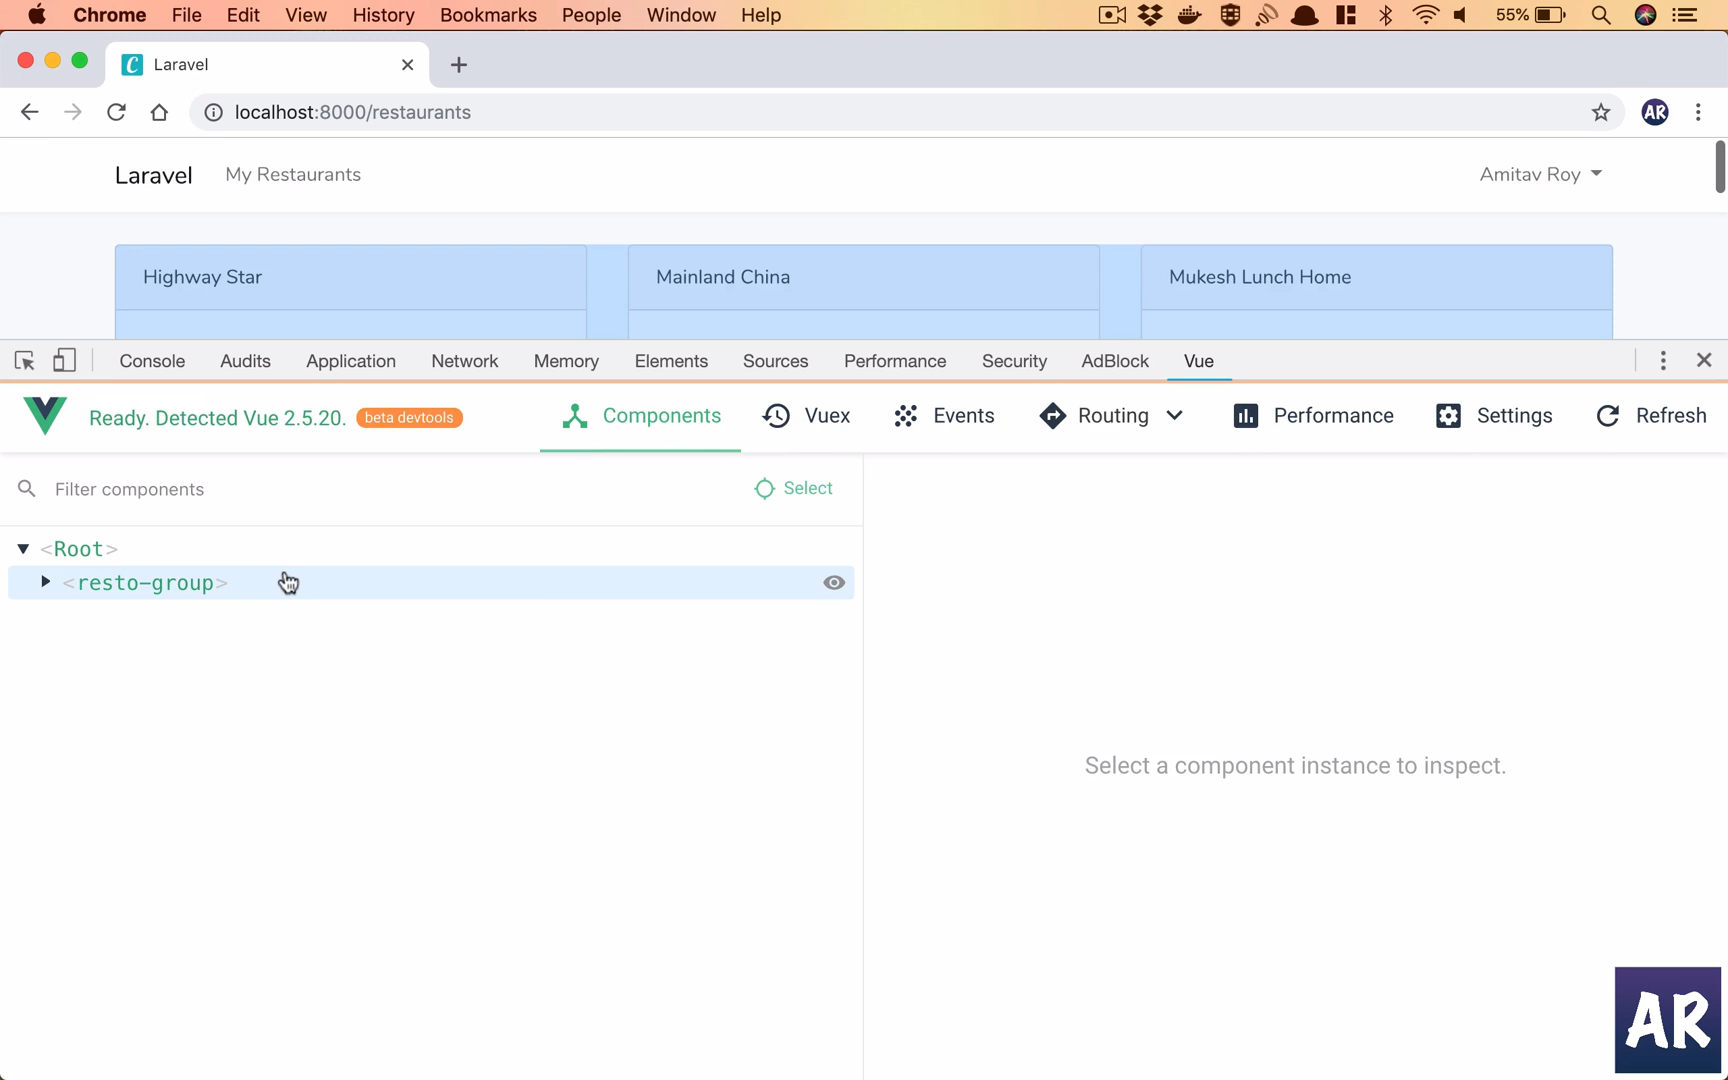 Chrome File Edit View History Bookmarks People Window Help 55%
Laravel
localhost:8000/restaurants AR
Laravel My Restaurants Amitav Roy
Highway Star Mainland China Mukesh Lunch Home
Console Audits Application Network Memory Elements Sources Performance Security AdBlock Vue
Ready. Detected Vue 2.5.20. beta devtools Components Vuex Events Routing Performance Settings Refresh
Filter components Select
<Root>
<resto-group>
Select a component instance to inspect.
AR